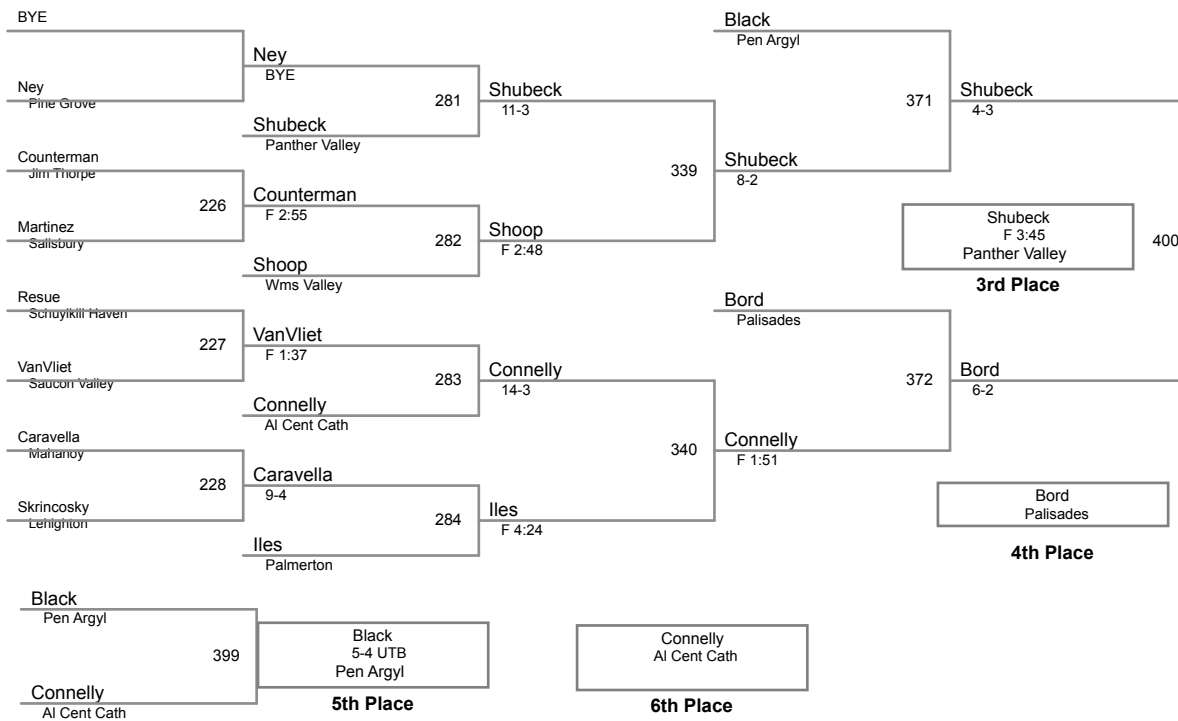 BYE
Ney
Pine Grove
Counterman
Jim Thorpe
226
Martinez
Salisbury
Resue
Schuylkill Haven
227
VanVliet
Saucon Valley
Caravella
Mahanoy
228
Skrincosky
Lehighton
Ney
BYE
281
Shubeck
Panther Valley
Counterman
F 2:55
282
Shoop
Wms Valley
VanVliet
F 1:37
283
Connelly
Al Cent Cath
Caravella
9-4
284
Iles
Palmerton
Shubeck
11-3
339
Shoop
F 2:48
Connelly
14-3
340
Iles
F 4:24
Black
Pen Argyl
371
Shubeck
8-2
Bord
Palisades
372
Connelly
F 1:51
Shubeck
4-3
Shubeck
F 3:45
Panther Valley
400
3rd Place
Bord
6-2
Bord
Palisades
4th Place
Black
Pen Argyl
399
Connelly
Al Cent Cath
Black
5-4 UTB
Pen Argyl
5th Place
Connelly
Al Cent Cath
6th Place